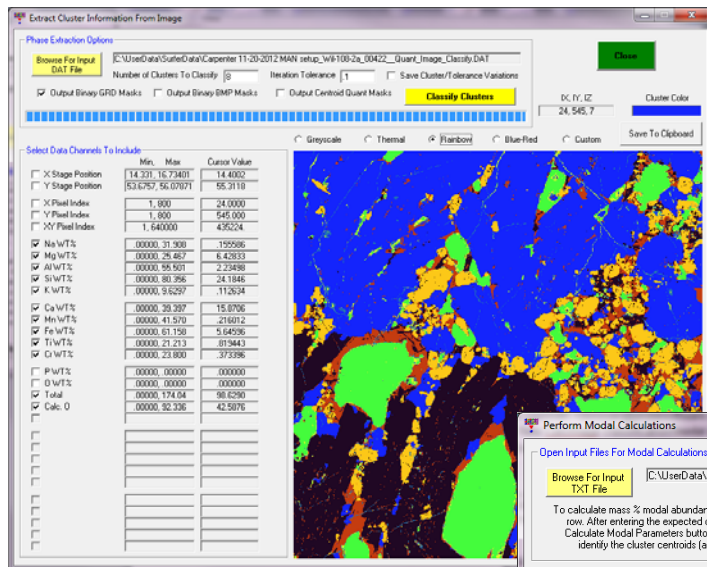 Extract Cluster Information From Image
Phase Extraction Options
Browse For Input DAT File
C:\UserData\SurferData\Carpenter 11-20-2012 MAN setup_Wil-108-2a_00422__Quant_Image_Classify.DAT
Number of Clusters To Classify 8 Iteration Tolerance .1 Save Cluster/Tolerance Variations
Output Binary GRD Masks Output Binary BMP Masks Output Centroid Quant Masks Classify Clusters
Close
IX, IY, IZ Cluster Color
24, 545, 7
Save To Clipboard
Greyscale Thermal Rainbow Blue-Red Custom
Select Data Channels To Include
Min, Max Cursor Value
X Stage Position 14.331, 16.73401 14.4002
Y Stage Position 53.6757, 56.07871 55.3118
X Pixel Index 1, 800 24.0000
Y Pixel Index 1, 800 545.000
XY Pixel Index 1, 640000 435224.
Na WT% .00000, 31.908 .155586
Mg WT% .00000, 25.467 6.42833
Al WT% .00000, 55.501 2.23498
Si WT% .00000, 80.356 24.1846
K WT% .00000, 9.6297 .112634
Ca WT% .00000, 39.397 15.8706
Mn WT% .00000, 41.570 .216012
Fe WT% .00000, 61.158 5.64596
Ti WT% .00000, 21.213 .819443
Cr WT% .00000, 23.800 .373396
P WT% .00000, .00000 .000000
O WT% .00000, .00000 .000000
Total .00000, 174.04 98.6290
Calc. O .00000, 92.336 42.5876
Perform Modal Calculations
Open Input Files For Modal Calculations
Browse For Input TXT File
C:\UserData\
To calculate mass % modal abundan
row. After entering the expected
Calculate Modal Parameters butto
identify the cluster centroids (a